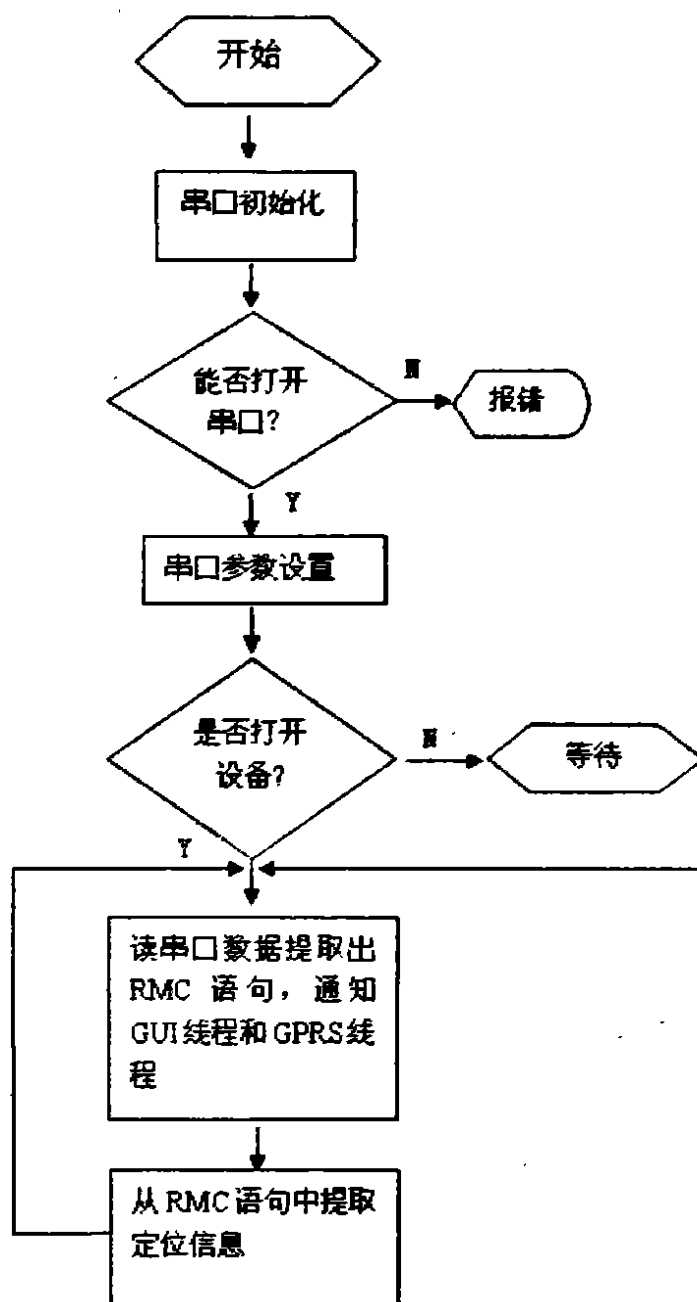 开始
串口初始化
能否打开
串口?
N
报错
Y
串口参数设置
是否打开
设备?
N
等待
Y
读串口数据提取出
RMC 语句，通知
GUI线程和GPRS线
程
从RMC语句中提取
定位信息